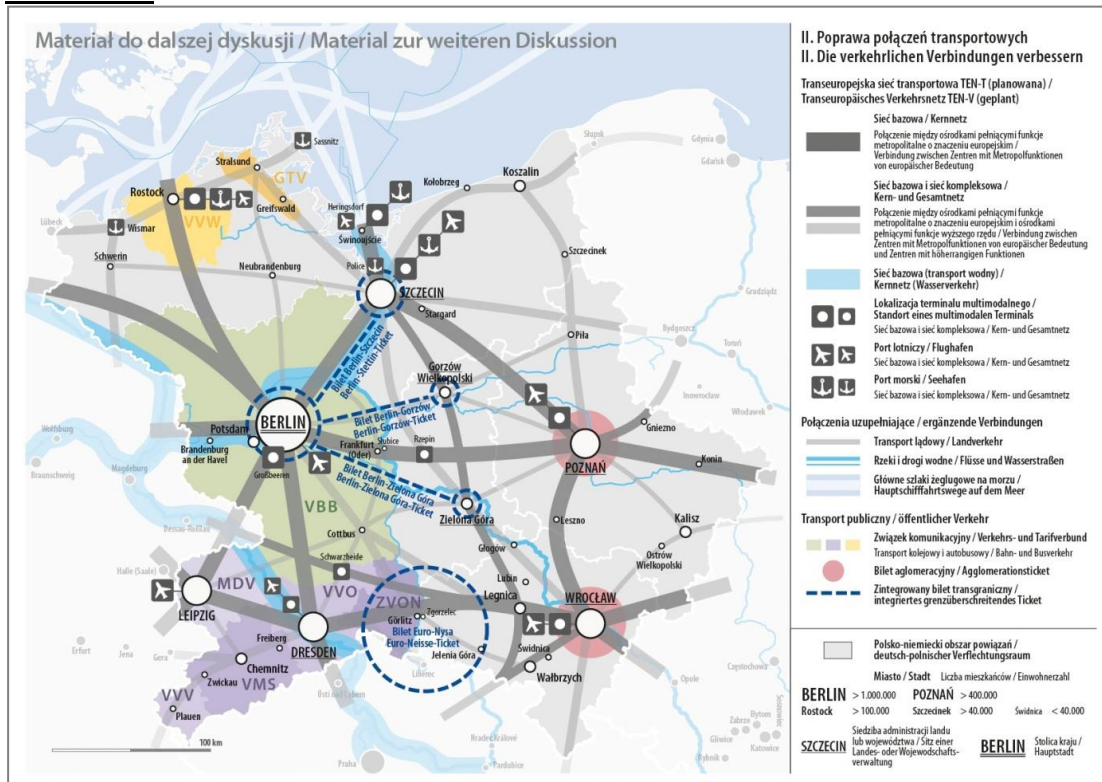 Materiał do dalszej dyskusji / Material zur weiteren Diskussion
Sassnitz
Stralsund
GTV
Rostock
VVW
Greifswald
Lübeck
Wismar
Schwerin
Neubrandenburg
Heringsdorf
Świnoujście
Police
SZCZECIN
Stargard
Kołobrzeg
Koszalin
Słupsk
Gdynia
Gdańsk
Szczecinek
Grudziądz
Piła
Bydgoszcz
Toruń
Inowrocław
Włocławek
Bilet Berlin-Szczecin
Berlin-Stettin-Ticket
Gorzów
Wielkopolski
Bilet Berlin-Gorzów
Berlin-Gorzów-Ticket
BERLIN
Potsdam
Brandenburg
an der Havel
Großbeeren
Frankfurt
(Oder)
Słubice
Rzepin
Bilet Berlin-Zielona Góra
Berlin-Zielona Góra-Ticket
VBB
Wolfsburg
Braunschweig
Magdeburg
Dessau-Roßlau
Gniezno
POZNAŃ
Konin
Zielona Góra
Leszno
Kalisz
Ostrów
Wielkopolski
Cottbus
Głogów
Schwarzheide
Halle (Saale)
MDV
VVO
ZVON
LEIPZIG
DRESDEN
Görlitz
Zgorzelec
Bilet Euro-Nysa
Euro-Neisse-Ticket
Jelenia Góra
Lubin
Legnica
WROCŁAW
Świdnica
Wałbrzych
Freiberg
Chemnitz
Zwickau
VMS
VVV
Plauen
Erfurt
Jena
Gera
Ústí nad Labem
Liberec
Hradec Králové
Pardubice
Praha
Opole
Częstochowa
Sosnowiec
Bytom
Zabrze
Gliwice
Katowice
Rybnik
100 km
II. Poprawa połączeń transportowych
II. Die verkehrlichen Verbindungen verbessern
Transeuropejska sieć transportowa TEN-T (planowana) /
Transeuropäisches Verkehrsnetz TEN-V (geplant)
Sieć bazowa / Kernnetz
Połączenie między ośrodkami pełniącymi funkcje
metropolitalne o znaczeniu europejskim /
Verbindung zwischen Zentren mit Metropolfunktionen
von europäischer Bedeutung
Sieć bazowa i sieć kompleksowa /
Kern- und Gesamtnetz
Połączenie między ośrodkami pełniącymi funkcje
metropolitalne o znaczeniu europejskim i ośrodkami
pełniącymi funkcje wyższego rzędu / Verbindung zwischen
Zentren mit Metropolfunktionen von europäischer Bedeutung
und Zentren mit höherrangigen Funktionen
Sieć bazowa (transport wodny) /
Kernnetz (Wasserverkehr)
Lokalizacja terminalu multimodalnego /
Standort eines multimodalen Terminals
Sieć bazowa i sieć kompleksowa / Kern- und Gesamtnetz
Port lotniczy / Flughafen
Sieć bazowa i sieć kompleksowa / Kern- und Gesamtnetz
Port morski / Seehafen
Sieć bazowa i sieć kompleksowa / Kern- und Gesamtnetz
Połączenia uzupełniające / ergänzende Verbindungen
Transport lądowy / Landverkehr
Rzeki i drogi wodne / Flüsse und Wasserstraßen
Główne szlaki żeglugowe na morzu /
Hauptschifffahrtswege auf dem Meer
Transport publiczny / öffentlicher Verkehr
Związek komunikacyjny / Verkehrs- und Tarifverbund
Transport kolejowy i autobusowy / Bahn- und Busverkehr
Bilet aglomeracyjny / Agglomerationsticket
Zintegrowany bilet transgraniczny /
integriertes grenzüberschreitendes Ticket
Polsko-niemiecki obszar powiązań /
deutsch-polnischer Verflechtungsraum
Miasto / Stadt Liczba mieszkańców / Einwohnerzahl
BERLIN > 1.000.000 POZNAŃ > 400.000
Rostock > 100.000 Szczecinek > 40.000 Świdnica < 40.000
SZCZECIN Siedziba administracji landu
lub województwa / Sitz einer
Landes- oder Wojewodschafts-
verwaltung
BERLIN Stolica kraju /
Hauptstadt